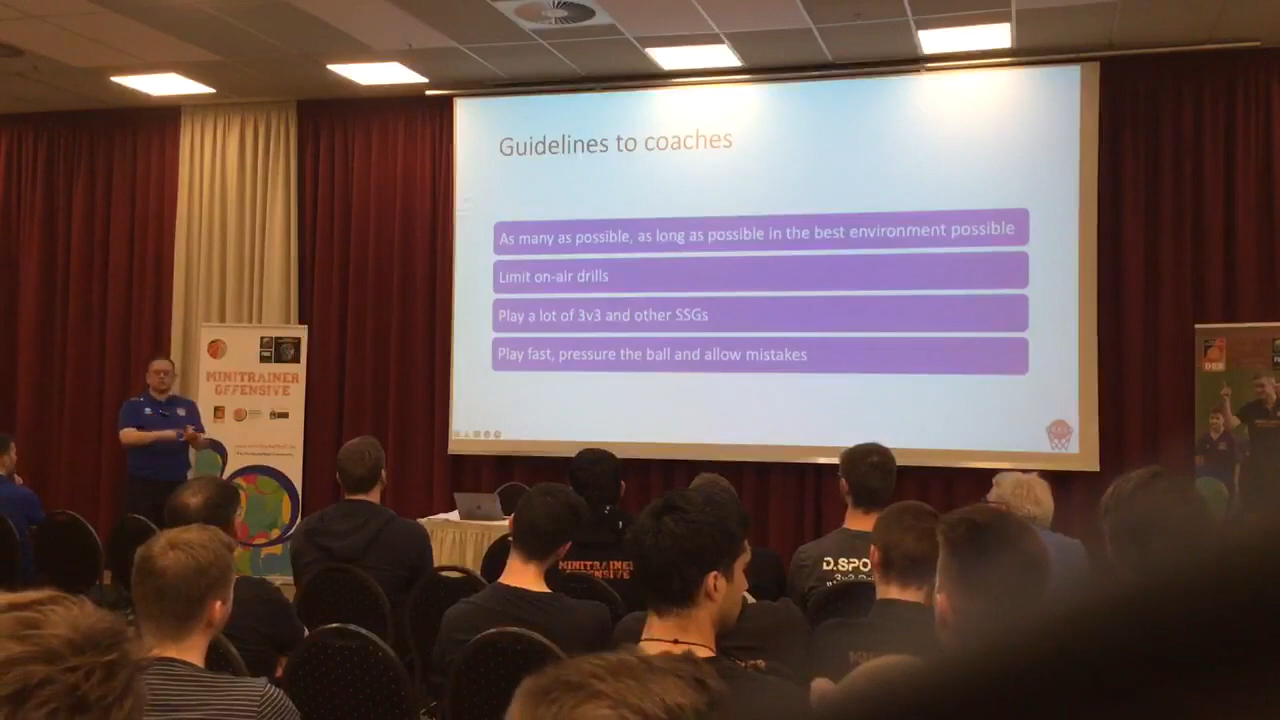 Guidelines to coaches
As many as possible, as long as possible in the best environment possible
Limit on-air drills
Play a lot of 3v3 and other SSGs
Play fast, pressure the ball and allow mistakes
MINITRAINER
OFFENSIVE
MINITRAINER
OFFENSIVE
D.SPO
DBB